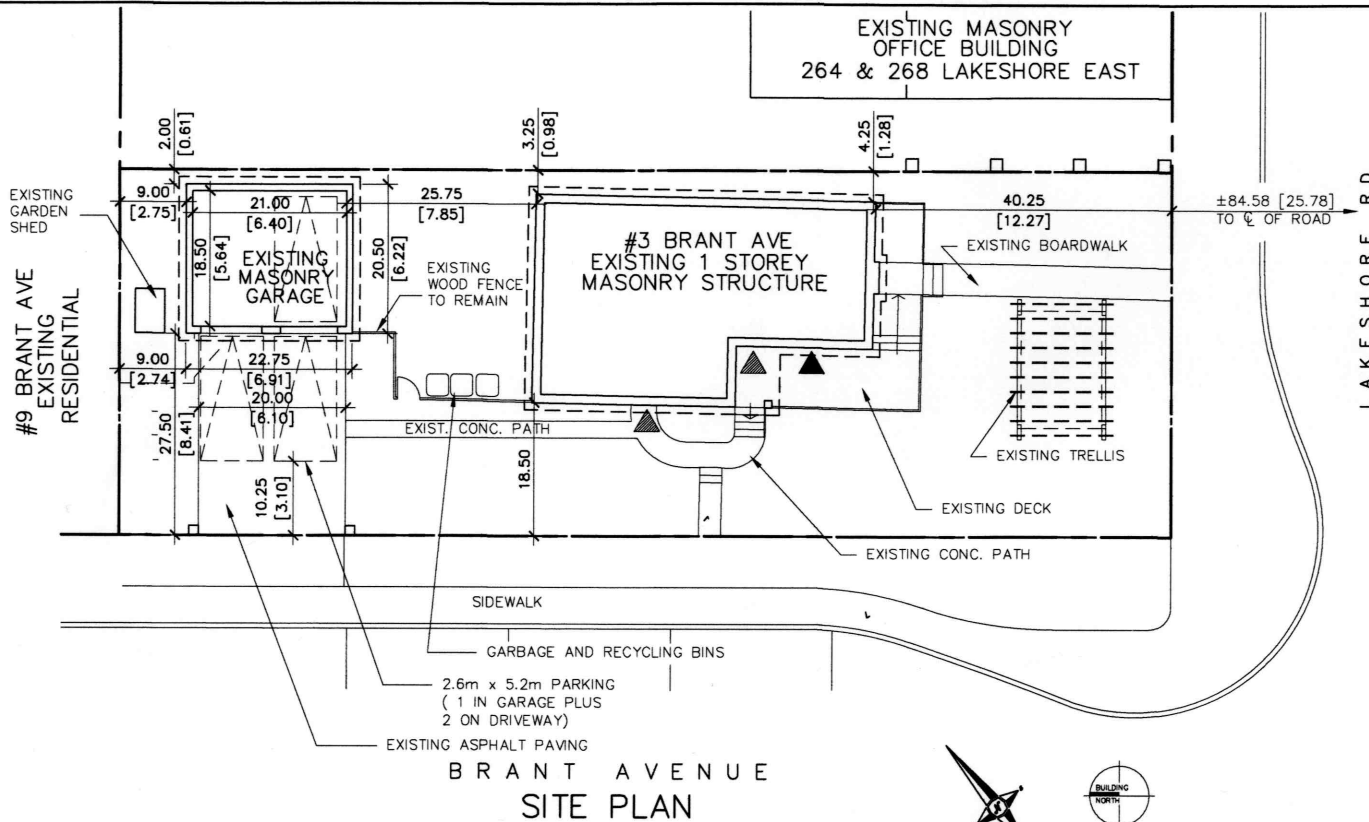 EXISTING MASONRY
OFFICE BUILDING
264 & 268 LAKESHORE EAST
2.00
[0.61]
3.25
[0.98]
4.25
[1.28]
EXISTING
GARDEN
SHED
9.00
[2.75]
21.00
[6.40]
25.75
[7.85]
40.25
[12.27]
±84.58 [25.78]
TO ℄ OF ROAD
LAKESHORE RD
18.50
[5.64]
EXISTING
MASONRY
GARAGE
20.50
[6.22]
EXISTING
WOOD FENCE
TO REMAIN
#3 BRANT AVE
EXISTING 1 STOREY
MASONRY STRUCTURE
EXISTING BOARDWALK
#9 BRANT AVE
EXISTING
RESIDENTIAL
9.00
[2.74]
22.75
[6.91]
20.00
[6.10]
27.50
[8.41]
EXIST. CONC. PATH
10.25
[3.10]
18.50
EXISTING TRELLIS
EXISTING DECK
EXISTING CONC. PATH
SIDEWALK
GARBAGE AND RECYCLING BINS
2.6m x 5.2m PARKING
( 1 IN GARAGE PLUS
2 ON DRIVEWAY)
EXISTING ASPHALT PAVING
BRANT AVENUE
SITE PLAN
BUILDING
NORTH